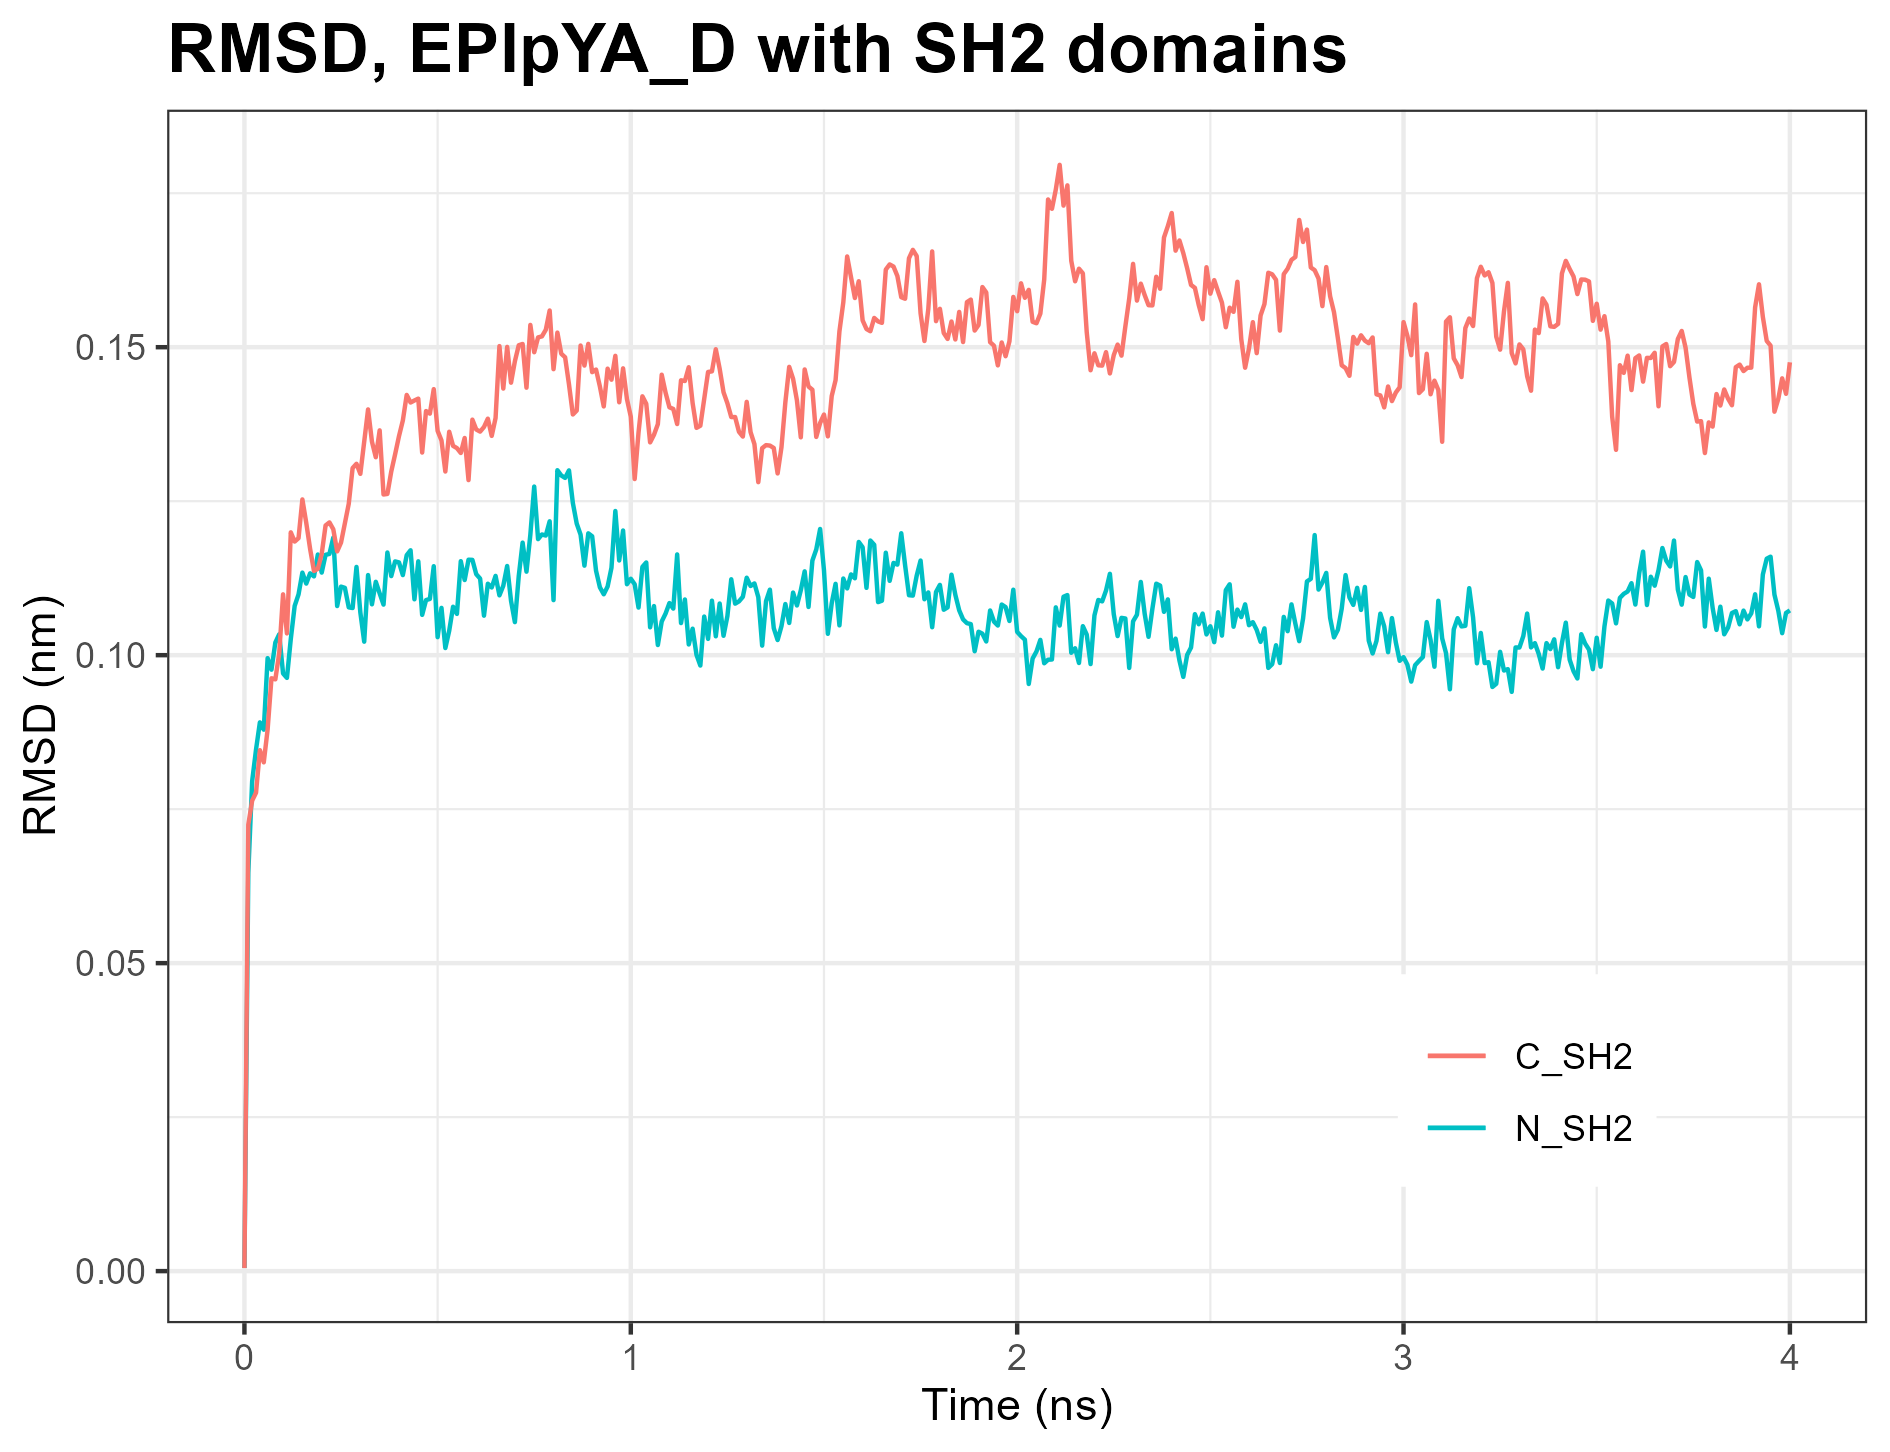 RMSD, EPIpYA_D with SH2 domains
RMSD (nm)
0.15
0.10
0.05
0.00
C_SH2
N_SH2
0 1 2 3 4
Time (ns)